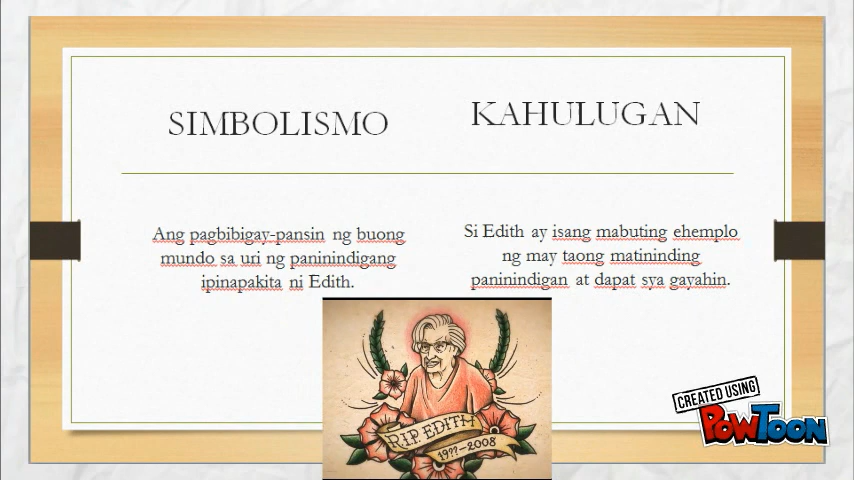 SIMBOLISMO
KAHULUGAN
Ang pagbibigay-pansin ng buong
mundo sa uri ng paninindigang
ipinapakita ni Edith.
Si Edith ay isang mabuting ehemplo
ng may taong matininding
paninindigan at dapat sya gayahin.
R.I.P. EDITH
19??-2008
CREATED USING
POWTOON